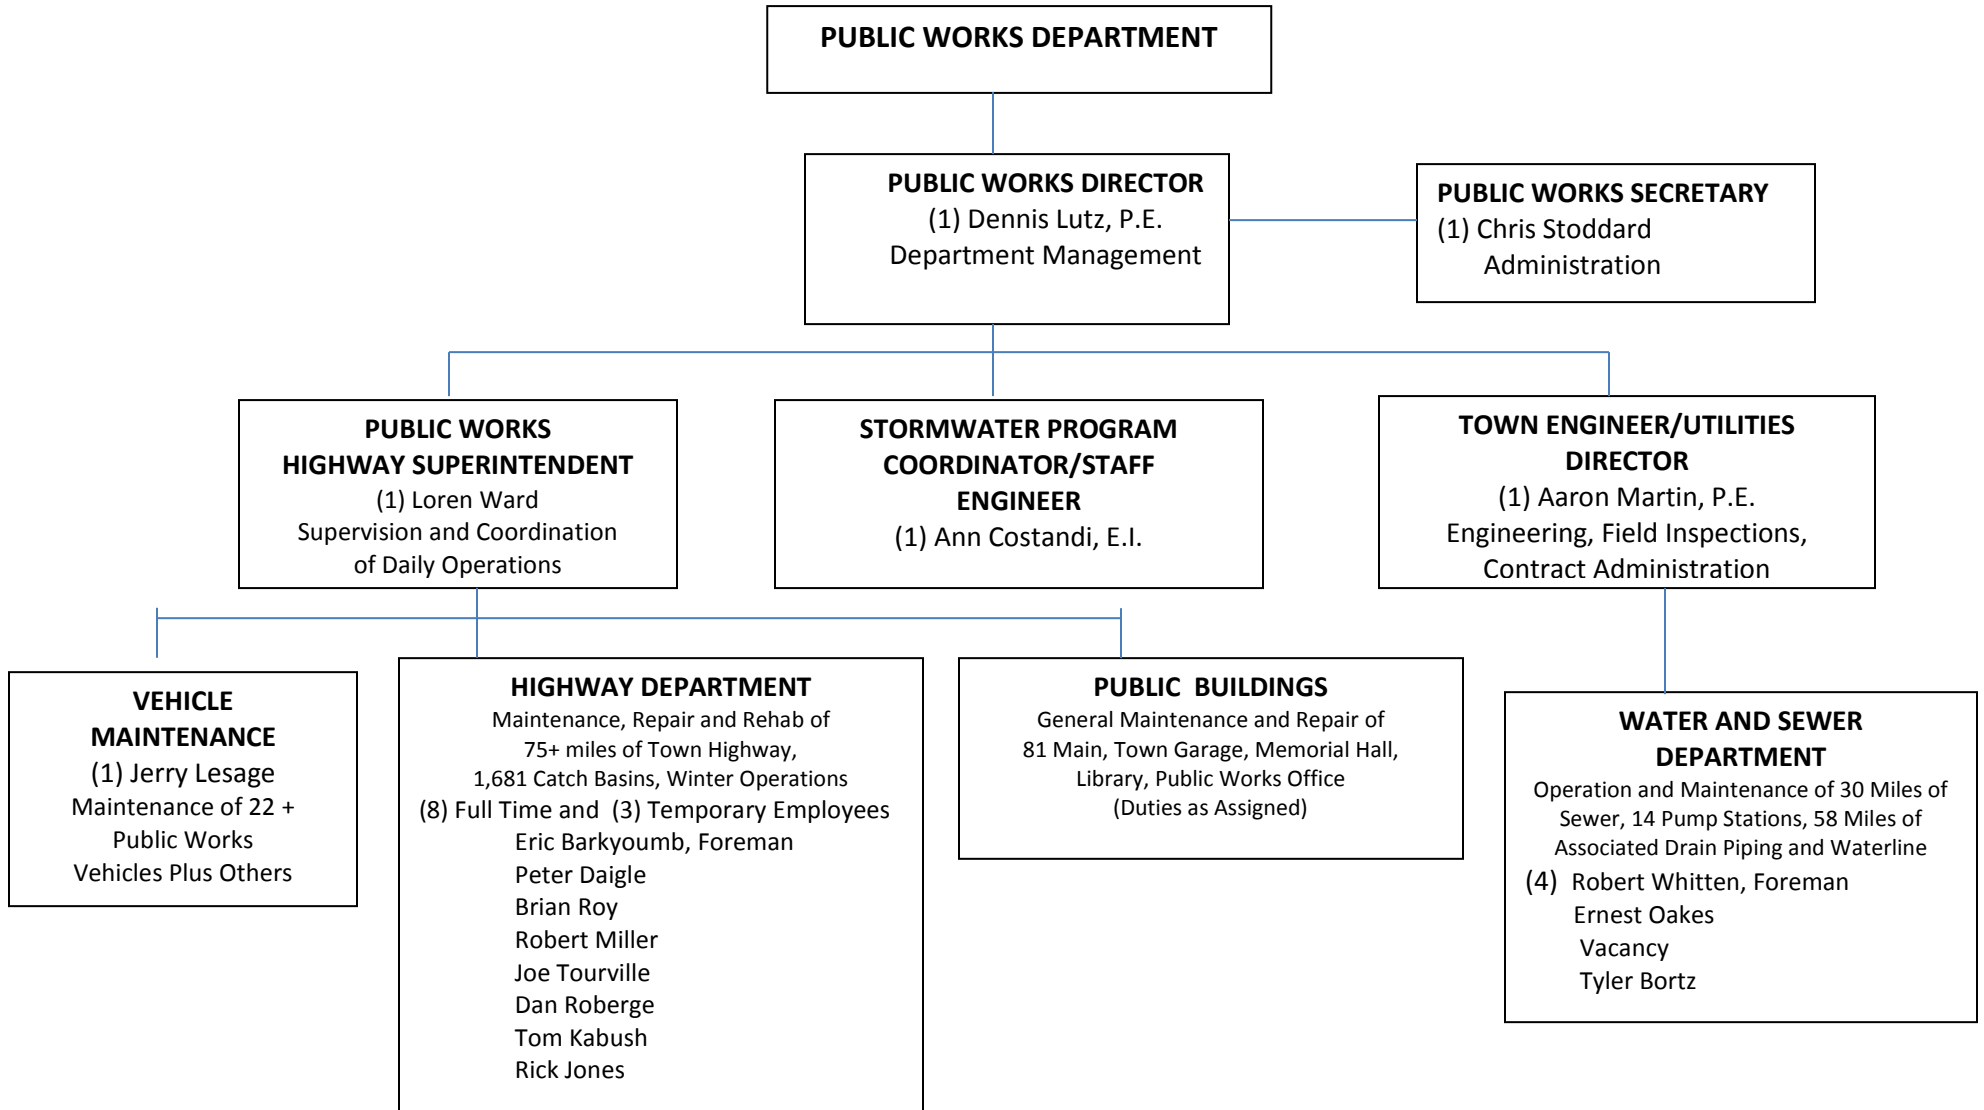 PUBLIC WORKS DEPARTMENT
PUBLIC WORKS DIRECTOR
(1) Dennis Lutz, P.E.
Department Management
PUBLIC WORKS SECRETARY
(1) Chris Stoddard
Administration
PUBLIC WORKS
HIGHWAY SUPERINTENDENT
(1) Loren Ward
Supervision and Coordination
of Daily Operations
STORMWATER PROGRAM
COORDINATOR/STAFF
ENGINEER
(1) Ann Costandi, E.I.
TOWN ENGINEER/UTILITIES
DIRECTOR
(1) Aaron Martin, P.E.
Engineering, Field Inspections,
Contract Administration
VEHICLE
MAINTENANCE
(1) Jerry Lesage
Maintenance of 22 +
Public Works
Vehicles Plus Others
HIGHWAY DEPARTMENT
Maintenance, Repair and Rehab of
75+ miles of Town Highway,
1,681 Catch Basins, Winter Operations
(8) Full Time and (3) Temporary Employees
Eric Barkyoumb, Foreman
Peter Daigle
Brian Roy
Robert Miller
Joe Tourville
Dan Roberge
Tom Kabush
Rick Jones
PUBLIC BUILDINGS
General Maintenance and Repair of
81 Main, Town Garage, Memorial Hall,
Library, Public Works Office
(Duties as Assigned)
WATER AND SEWER
DEPARTMENT
Operation and Maintenance of 30 Miles of
Sewer, 14 Pump Stations, 58 Miles of
Associated Drain Piping and Waterline
(4) Robert Whitten, Foreman
Ernest Oakes
Vacancy
Tyler Bortz